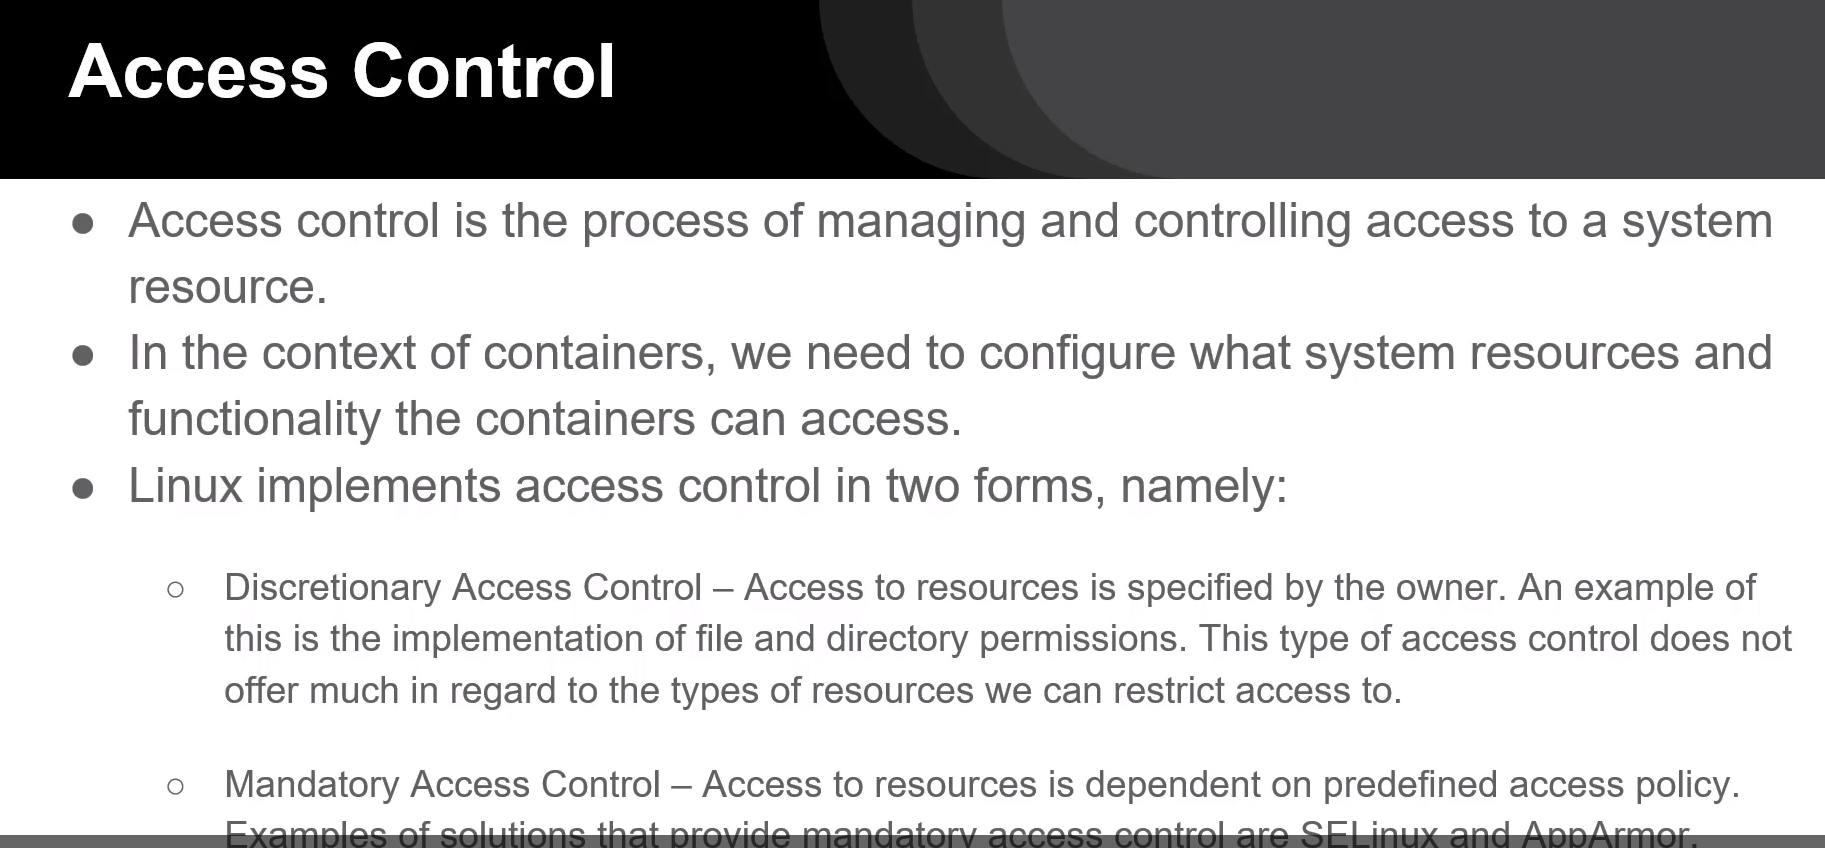 Access Control
● Access control is the process of managing and controlling access to a system
resource.
● In the context of containers, we need to configure what system resources and
functionality the containers can access.
● Linux implements access control in two forms, namely:
○ Discretionary Access Control – Access to resources is specified by the owner. An example of
this is the implementation of file and directory permissions. This type of access control does not
offer much in regard to the types of resources we can restrict access to.
○ Mandatory Access Control – Access to resources is dependent on predefined access policy.
Examples of solutions that provide mandatory access control are SELinux and AppArmor.